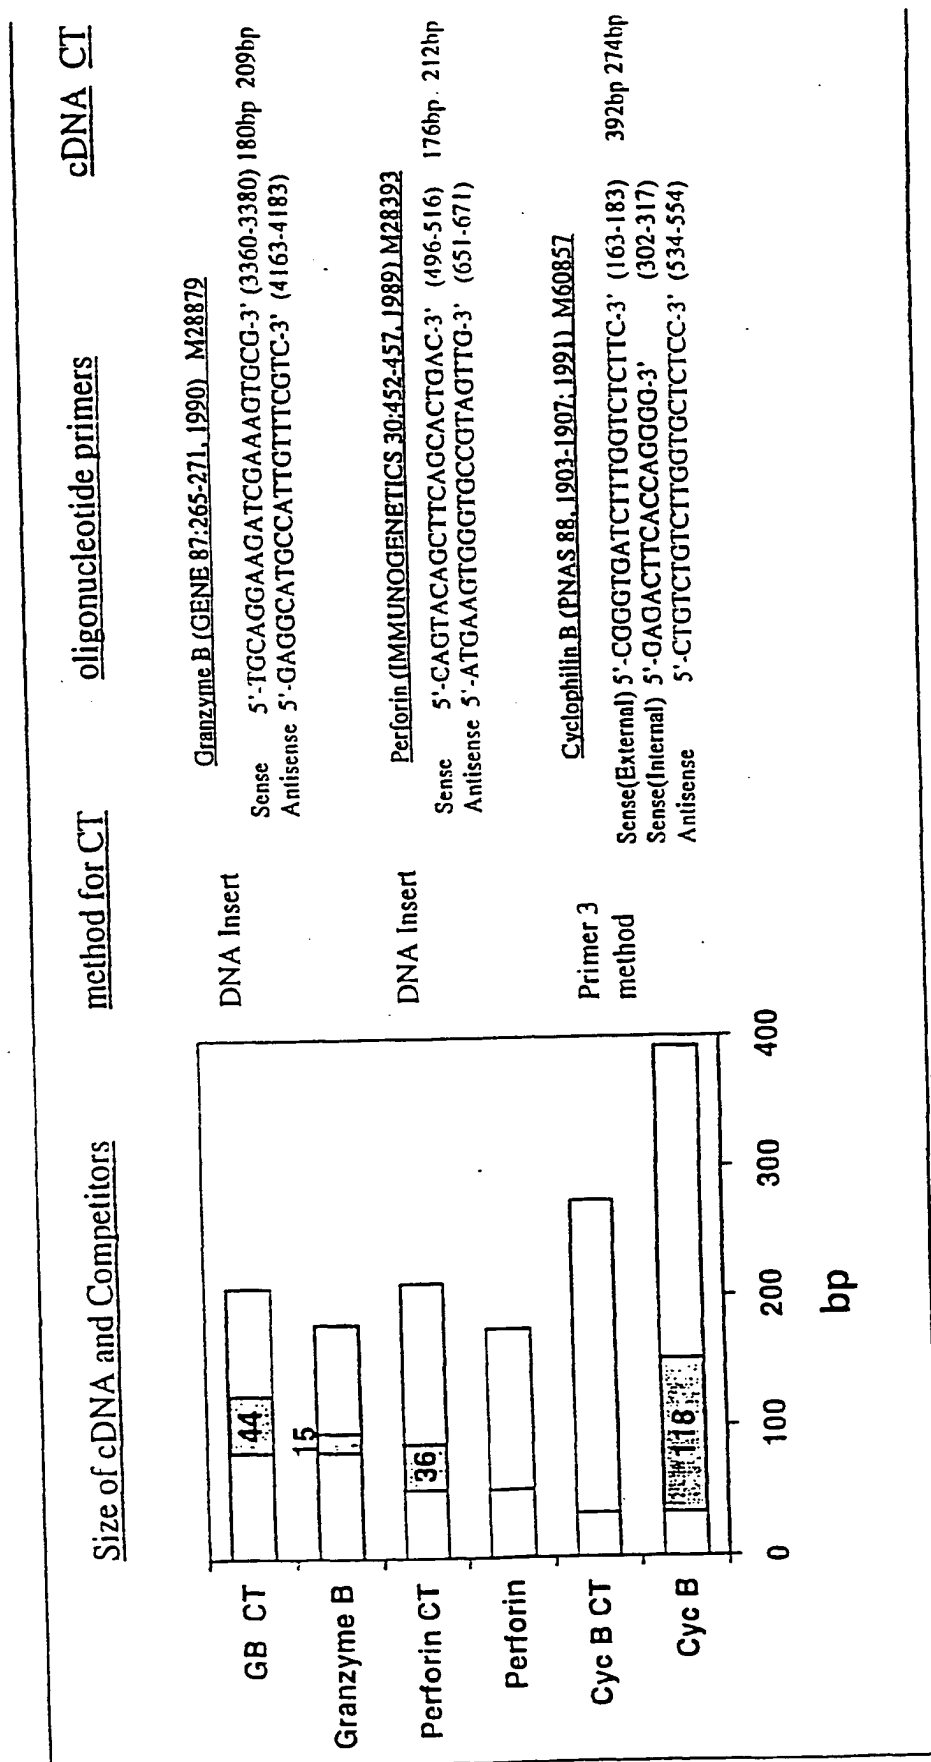 Size of cDNA and Competitors
method for CT
oligonucleotide primers
cDNA CT
GB CT
44
Granzyme B
15
Perforin CT
36
Perforin
Cyc B CT
Cyc B
118
0
100
200
300
400
bp
DNA Insert
Granzyme B (GENE 87:265-271, 1990) M28879
Sense 5'-TGCAGGAAGATCGAAAGTGCG-3' (3360-3380) 180bp 209bp
Antisense 5'-GAGGCATGCCATTGTTTCGTC-3' (4163-4183)
DNA Insert
Perforin (IMMUNOGENETICS 30:452-457, 1989) M28393
Sense 5'-CAGTACAGCTTCAGCACTGAC-3' (496-516) 176bp. 212bp
Antisense 5'-ATGAAGTGGGTGCCGTAGTTG-3' (651-671)
Primer 3
method
Cyclophilin B (PNAS 88, 1903-1907; 1991) M60857
Sense(External) 5'-CGGGTGATCTTTGGTCTCTTC-3' (163-183) 392bp 274bp
Sense(Internal) 5'-GAGACTTCACCAGGGG-3' (302-317)
Antisense 5'-CTGTCTGTCTTGGTGCTCTCC-3' (534-554)